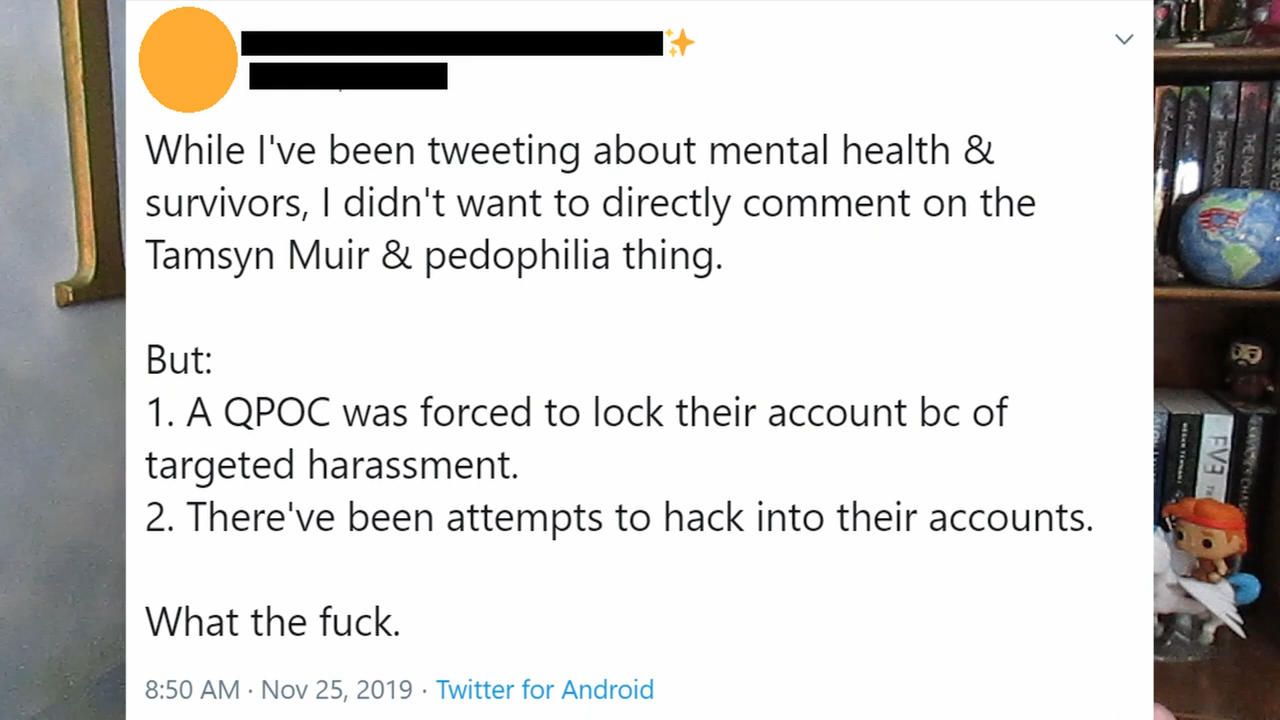 While I've been tweeting about mental health &
survivors, I didn't want to directly comment on the
Tamsyn Muir & pedophilia thing.
But:
1. A QPOC was forced to lock their account bc of
targeted harassment.
2. There've been attempts to hack into their accounts.
What the fuck.
8:50 AM · Nov 25, 2019 · Twitter for Android
EVE